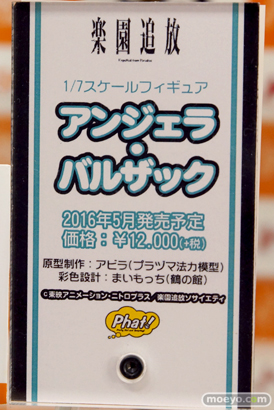 楽園追放
Expelled from Paradise
1/7スケールフィギュア
アンジェラ
・
バルザック
2016年5月発売予定
価格:¥12,000(+税)
原型制作:アビラ(プラヅマ法力模型)
彩色設計:まいもっち(鶴の館)
©東映アニメーション・ニトロプラス/楽園追放ソサイエティ
Phat!
moeyo.com